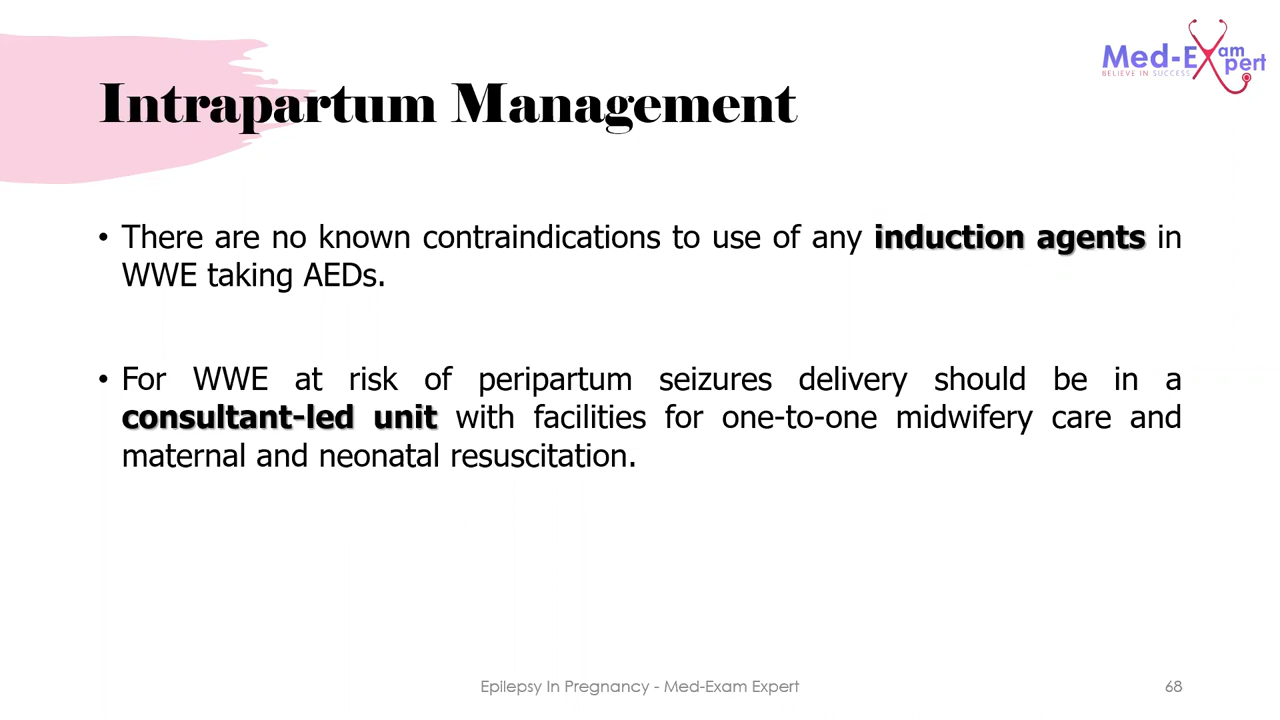 Med-Exam Expert
BELIEVE IN SUCCESS
Intrapartum Management
• There are no known contraindications to use of any induction agents in
WWE taking AEDs.
• For WWE at risk of peripartum seizures delivery should be in a
consultant-led unit with facilities for one-to-one midwifery care and
maternal and neonatal resuscitation.
Epilepsy In Pregnancy - Med-Exam Expert
68